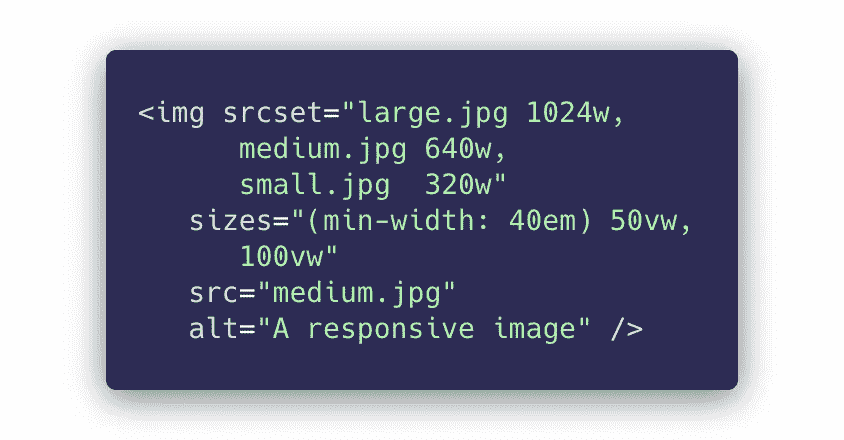 <img srcset="large.jpg 1024w,
medium.jpg 640w,
small.jpg  320w"
sizes="(min-width: 40em) 50vw,
100vw"
src="medium.jpg"
alt="A responsive image" />